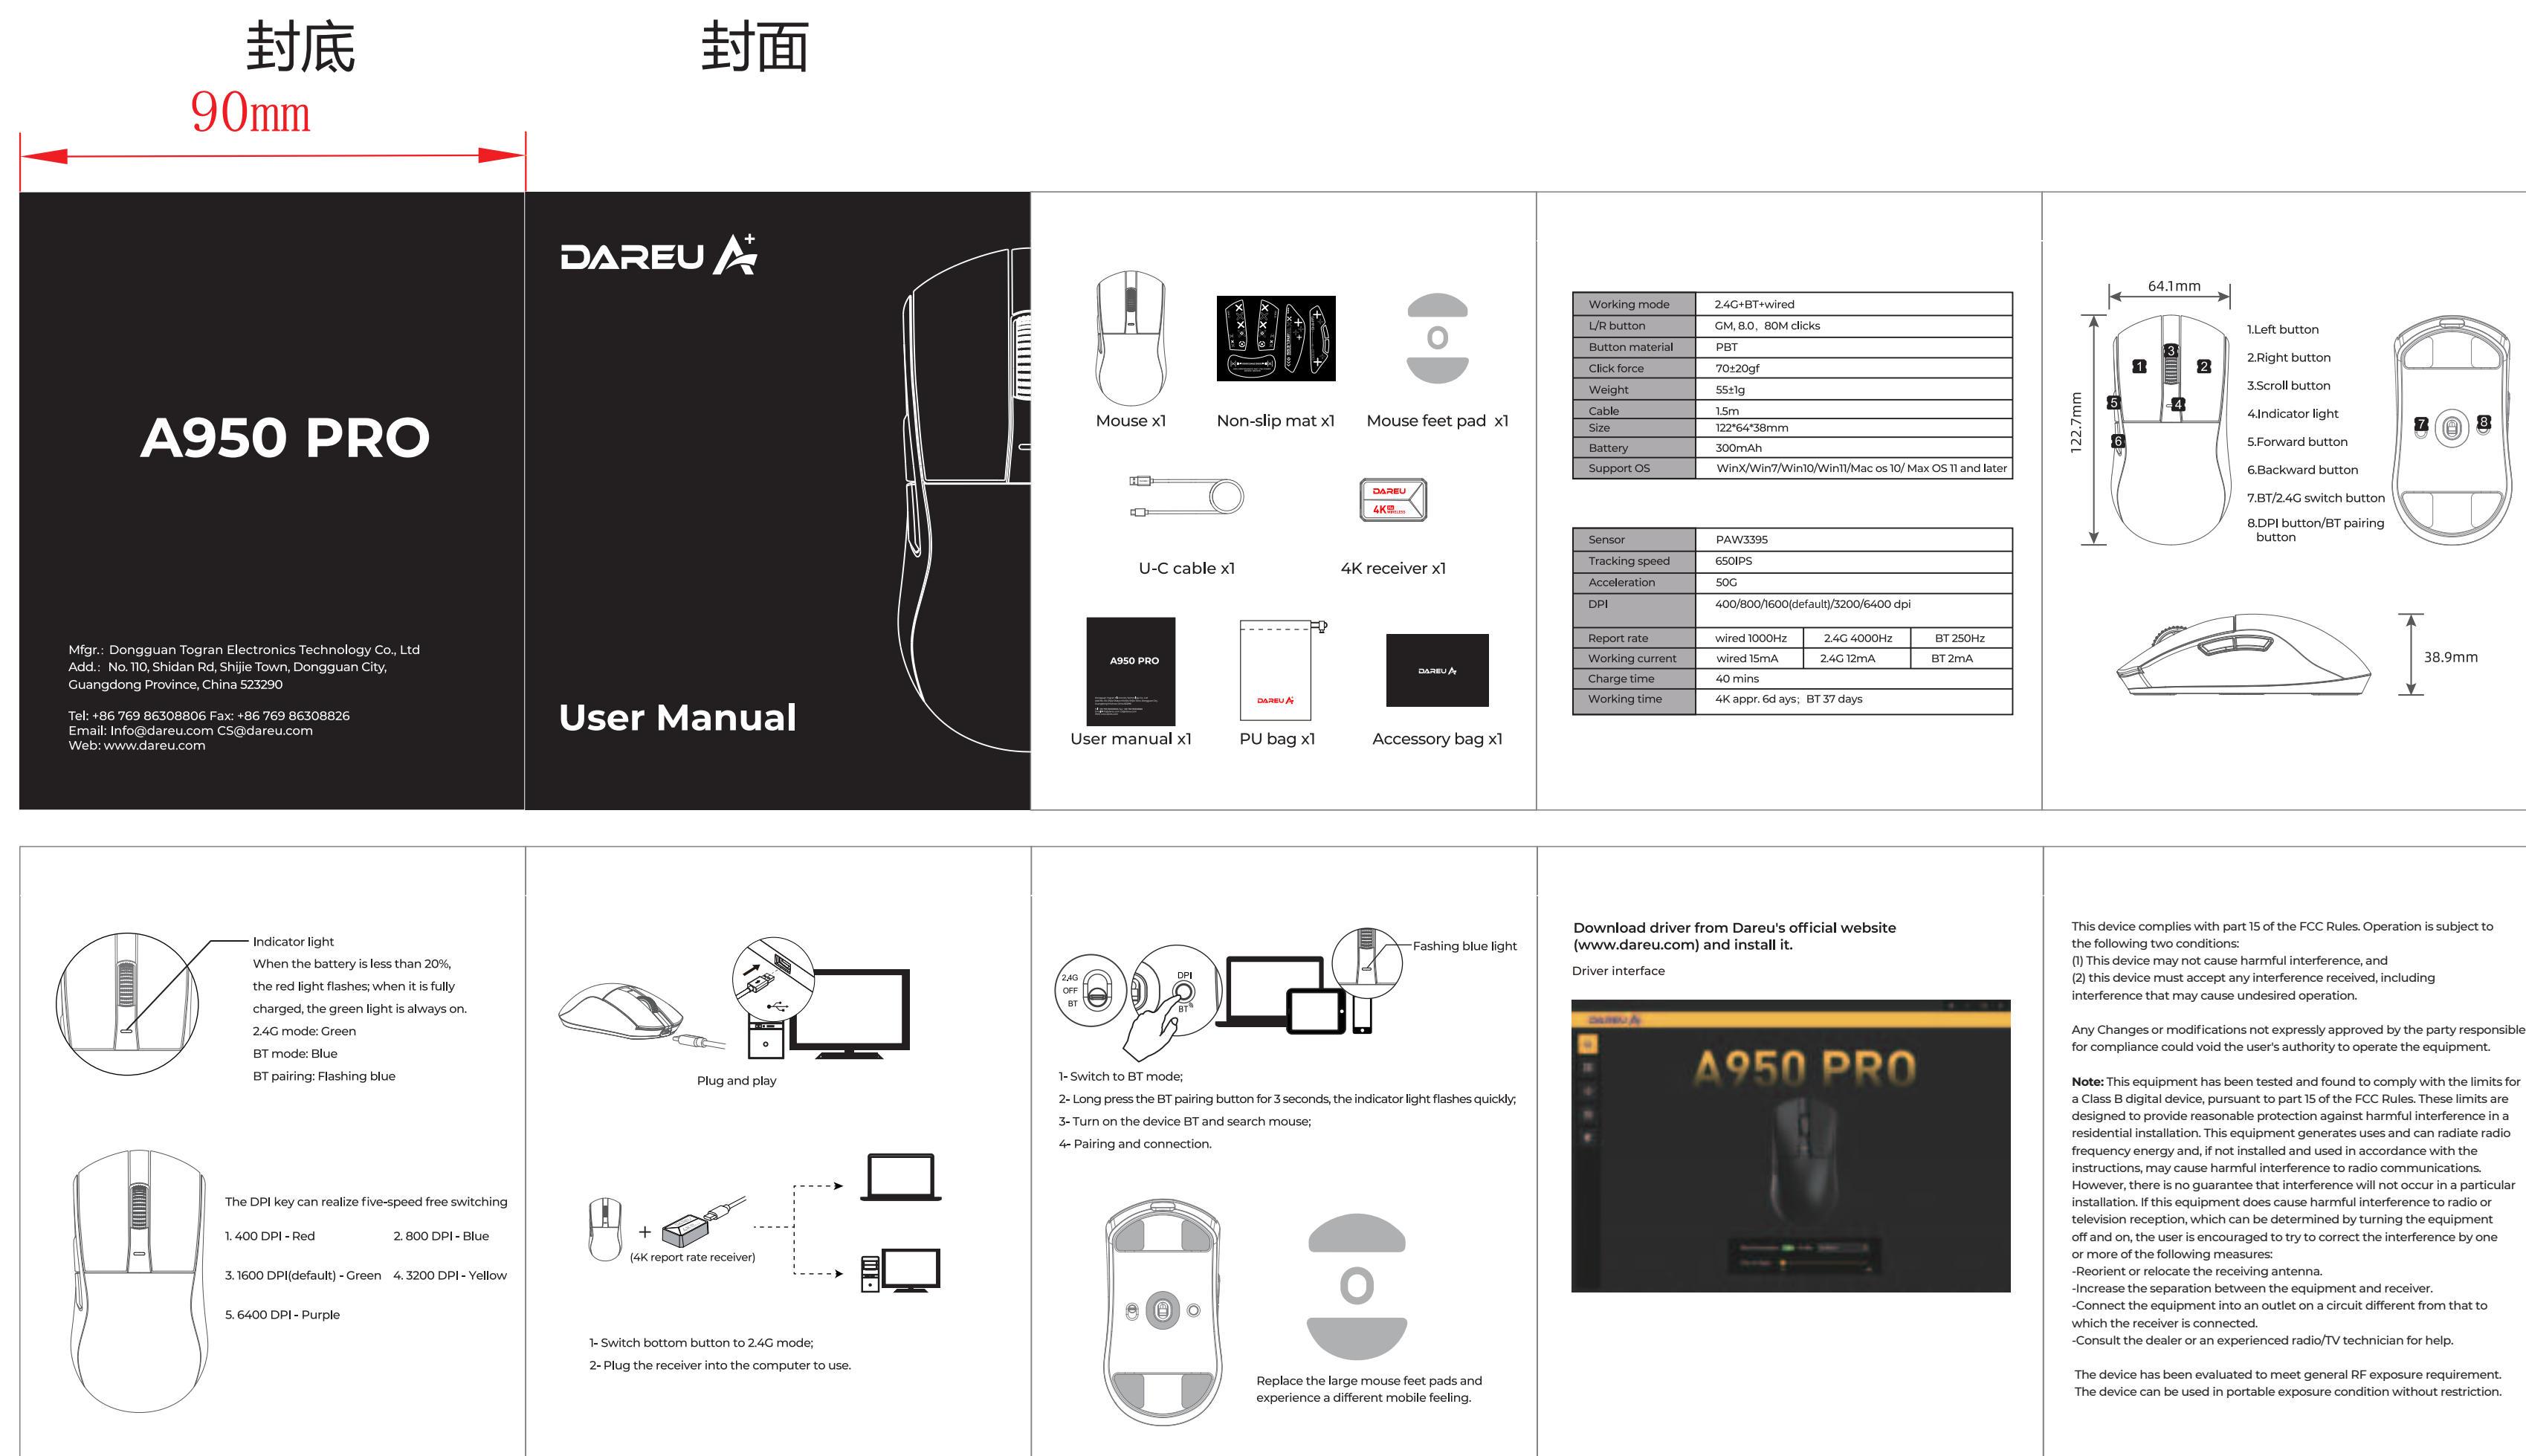 封底
封面
90mm
A950 PRO
Mfgr.: Dongguan Togran Electronics Technology Co., Ltd
Add.: No. 110, Shidan Rd, Shijie Town, Dongguan City,
Guangdong Province, China 523290
Tel: +86 769 86308806 Fax: +86 769 86308826
Email: Info@dareu.com CS@dareu.com
Web: www.dareu.com
DAREU A+
User Manual
Mouse x1
Non-slip mat x1
Mouse feet pad x1
U-C cable x1
DAREU
4K
WIRELESS
4K receiver x1
A950 PRO
User manual x1
DAREU A+
PU bag x1
DAREU A+
Accessory bag x1
Working mode 2.4G+BT+wired
L/R button GM, 8.0, 80M clicks
Button material PBT
Click force 70±20gf
Weight 55±1g
Cable 1.5m
Size 122*64*38mm
Battery 300mAh
Support OS WinX/Win7/Win10/Win11/Mac os 10/ Max OS 11 and later
Sensor PAW3395
Tracking speed 650IPS
Acceleration 50G
DPI 400/800/1600(default)/3200/6400 dpi
Report rate wired 1000Hz 2.4G 4000Hz BT 250Hz
Working current wired 15mA 2.4G 12mA BT 2mA
Charge time 40 mins
Working time 4K appr. 6d ays; BT 37 days
64.1mm
122.7mm
1
2
3
4
5
6
1.Left button
2.Right button
3.Scroll button
4.Indicator light
5.Forward button
6.Backward button
7.BT/2.4G switch button
8.DPI button/BT pairing
button
7
8
38.9mm
Indicator light
When the battery is less than 20%,
the red light flashes; when it is fully
charged, the green light is always on.
2.4G mode: Green
BT mode: Blue
BT pairing: Flashing blue
The DPI key can realize five-speed free switching
1. 400 DPI - Red 2. 800 DPI - Blue
3. 1600 DPI(default) - Green 4. 3200 DPI - Yellow
5. 6400 DPI - Purple
Plug and play
+
(4K report rate receiver)
1- Switch bottom button to 2.4G mode;
2- Plug the receiver into the computer to use.
2.4G
OFF
BT
DPI
BT
Fashing blue light
1- Switch to BT mode;
2- Long press the BT pairing button for 3 seconds, the indicator light flashes quickly;
3- Turn on the device BT and search mouse;
4- Pairing and connection.
Replace the large mouse feet pads and
experience a different mobile feeling.
Download driver from Dareu's official website
(www.dareu.com) and install it.
Driver interface
DAREU A
A950 PRO
This device complies with part 15 of the FCC Rules. Operation is subject to
the following two conditions:
(1) This device may not cause harmful interference, and
(2) this device must accept any interference received, including
interference that may cause undesired operation.
Any Changes or modifications not expressly approved by the party responsible
for compliance could void the user's authority to operate the equipment.
Note: This equipment has been tested and found to comply with the limits for
a Class B digital device, pursuant to part 15 of the FCC Rules. These limits are
designed to provide reasonable protection against harmful interference in a
residential installation. This equipment generates uses and can radiate radio
frequency energy and, if not installed and used in accordance with the
instructions, may cause harmful interference to radio communications.
However, there is no guarantee that interference will not occur in a particular
installation. If this equipment does cause harmful interference to radio or
television reception, which can be determined by turning the equipment
off and on, the user is encouraged to try to correct the interference by one
or more of the following measures:
-Reorient or relocate the receiving antenna.
-Increase the separation between the equipment and receiver.
-Connect the equipment into an outlet on a circuit different from that to
which the receiver is connected.
-Consult the dealer or an experienced radio/TV technician for help.
The device has been evaluated to meet general RF exposure requirement.
The device can be used in portable exposure condition without restriction.